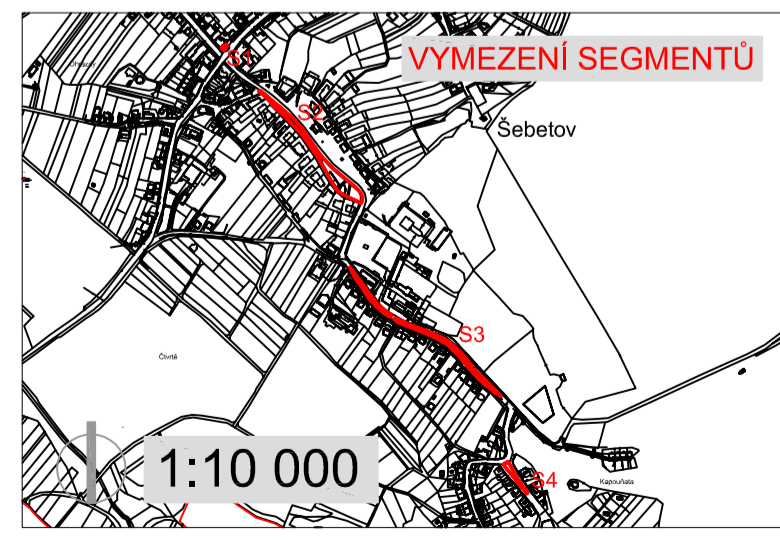 S1
VYMEZENÍ SEGMENTŮ
S2
Šebetov
S3
Čtvrtě
1:10 000
S4
Kapouňata